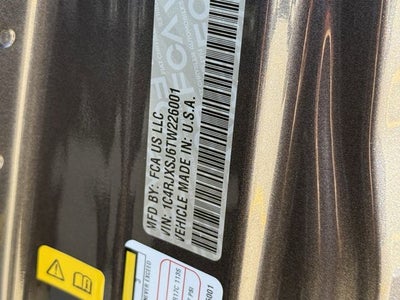 MFD BY: FCA US LLC
VIN: 1C4RJXSJ6TW226001
VEHICLE MADE IN: U.S.A.